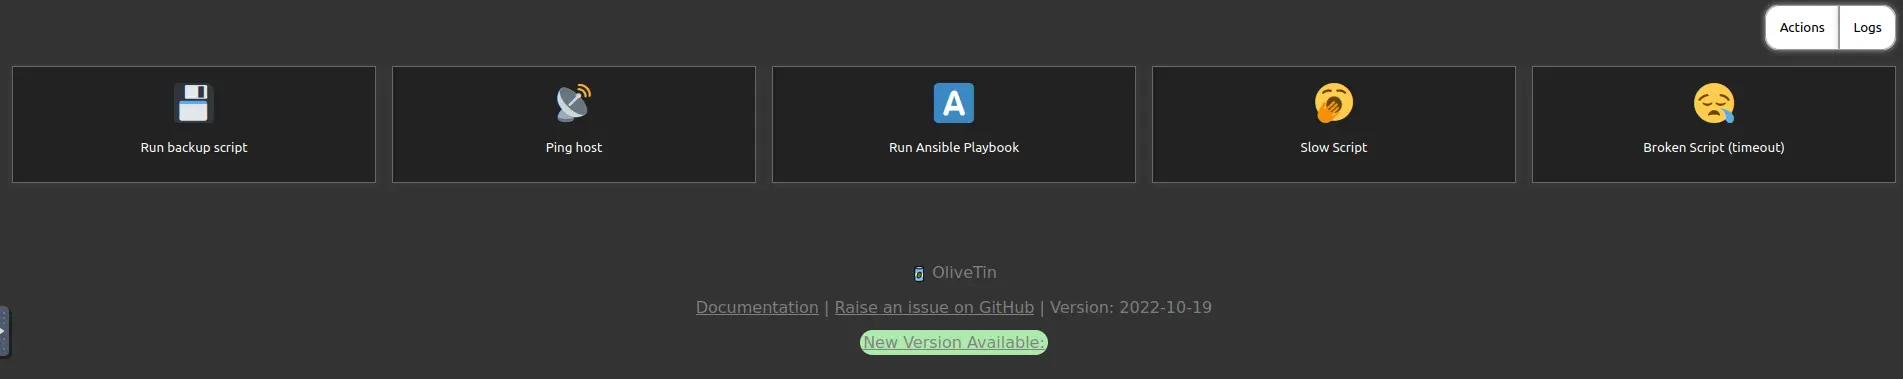 Actions
Logs
Run backup script
Ping host
A
Run Ansible Playbook
Slow Script
Broken Script (timeout)
OliveTin
Documentation | Raise an issue on GitHub | Version: 2022-10-19
New Version Available: